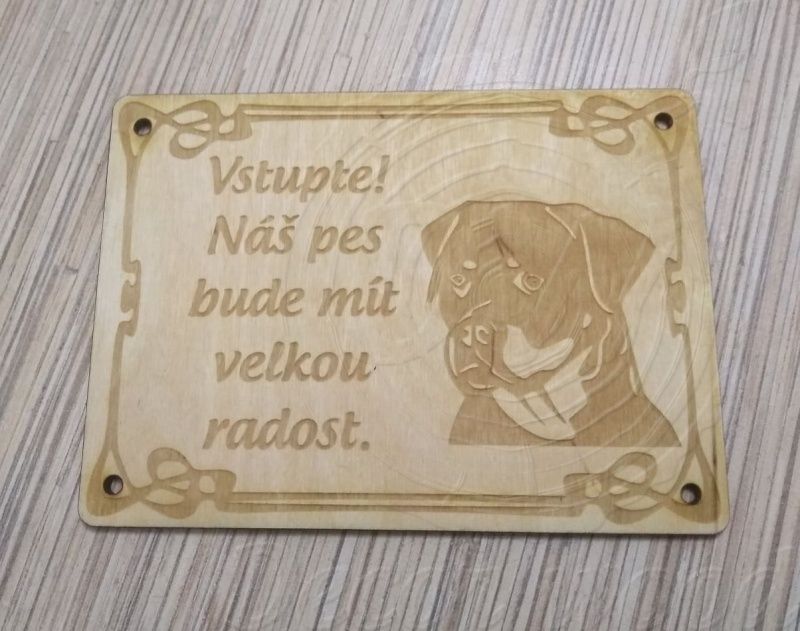 Vstupte!
Náš pes
bude mít
velkou
radost.